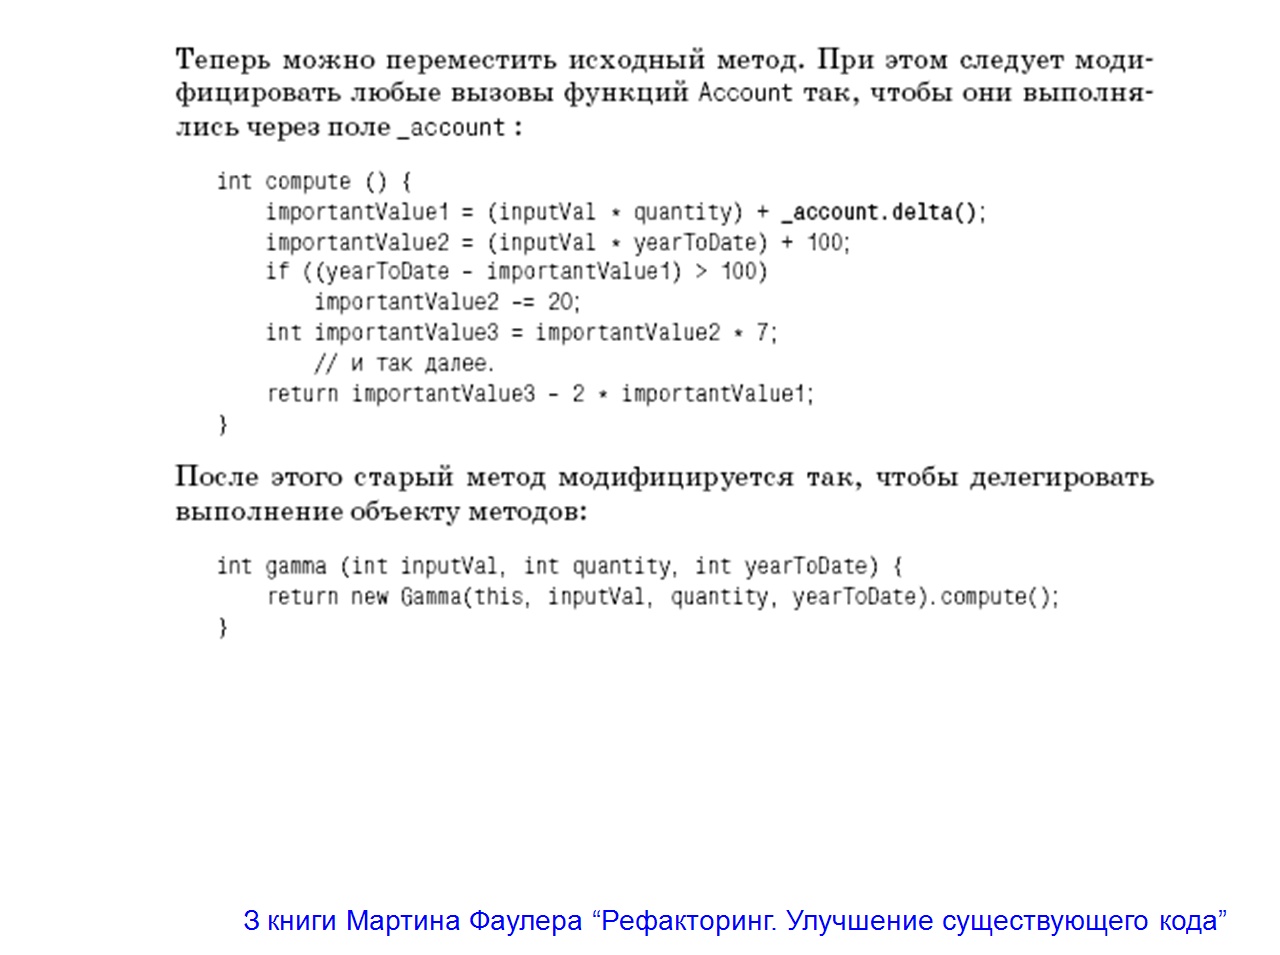 Теперь можно переместить исходный метод. При этом следует моди-
фицировать любые вызовы функций Account так, чтобы они выполня-
лись через поле _account :
int compute () {
importantValue1 = (inputVal * quantity) + _account.delta();
importantValue2 = (inputVal * yearToDate) + 100;
if ((yearToDate - importantValue1) > 100)
importantValue2 -= 20;
int importantValue3 = importantValue2 * 7;
// и так далее.
return importantValue3 - 2 * importantValue1;
}
После этого старый метод модифицируется так, чтобы делегировать
выполнение объекту методов:
int gamma (int inputVal, int quantity, int yearToDate) {
return new Gamma(this, inputVal, quantity, yearToDate).compute();
}
З книги Мартина Фаулера “Рефакторинг. Улучшение существующего кода”